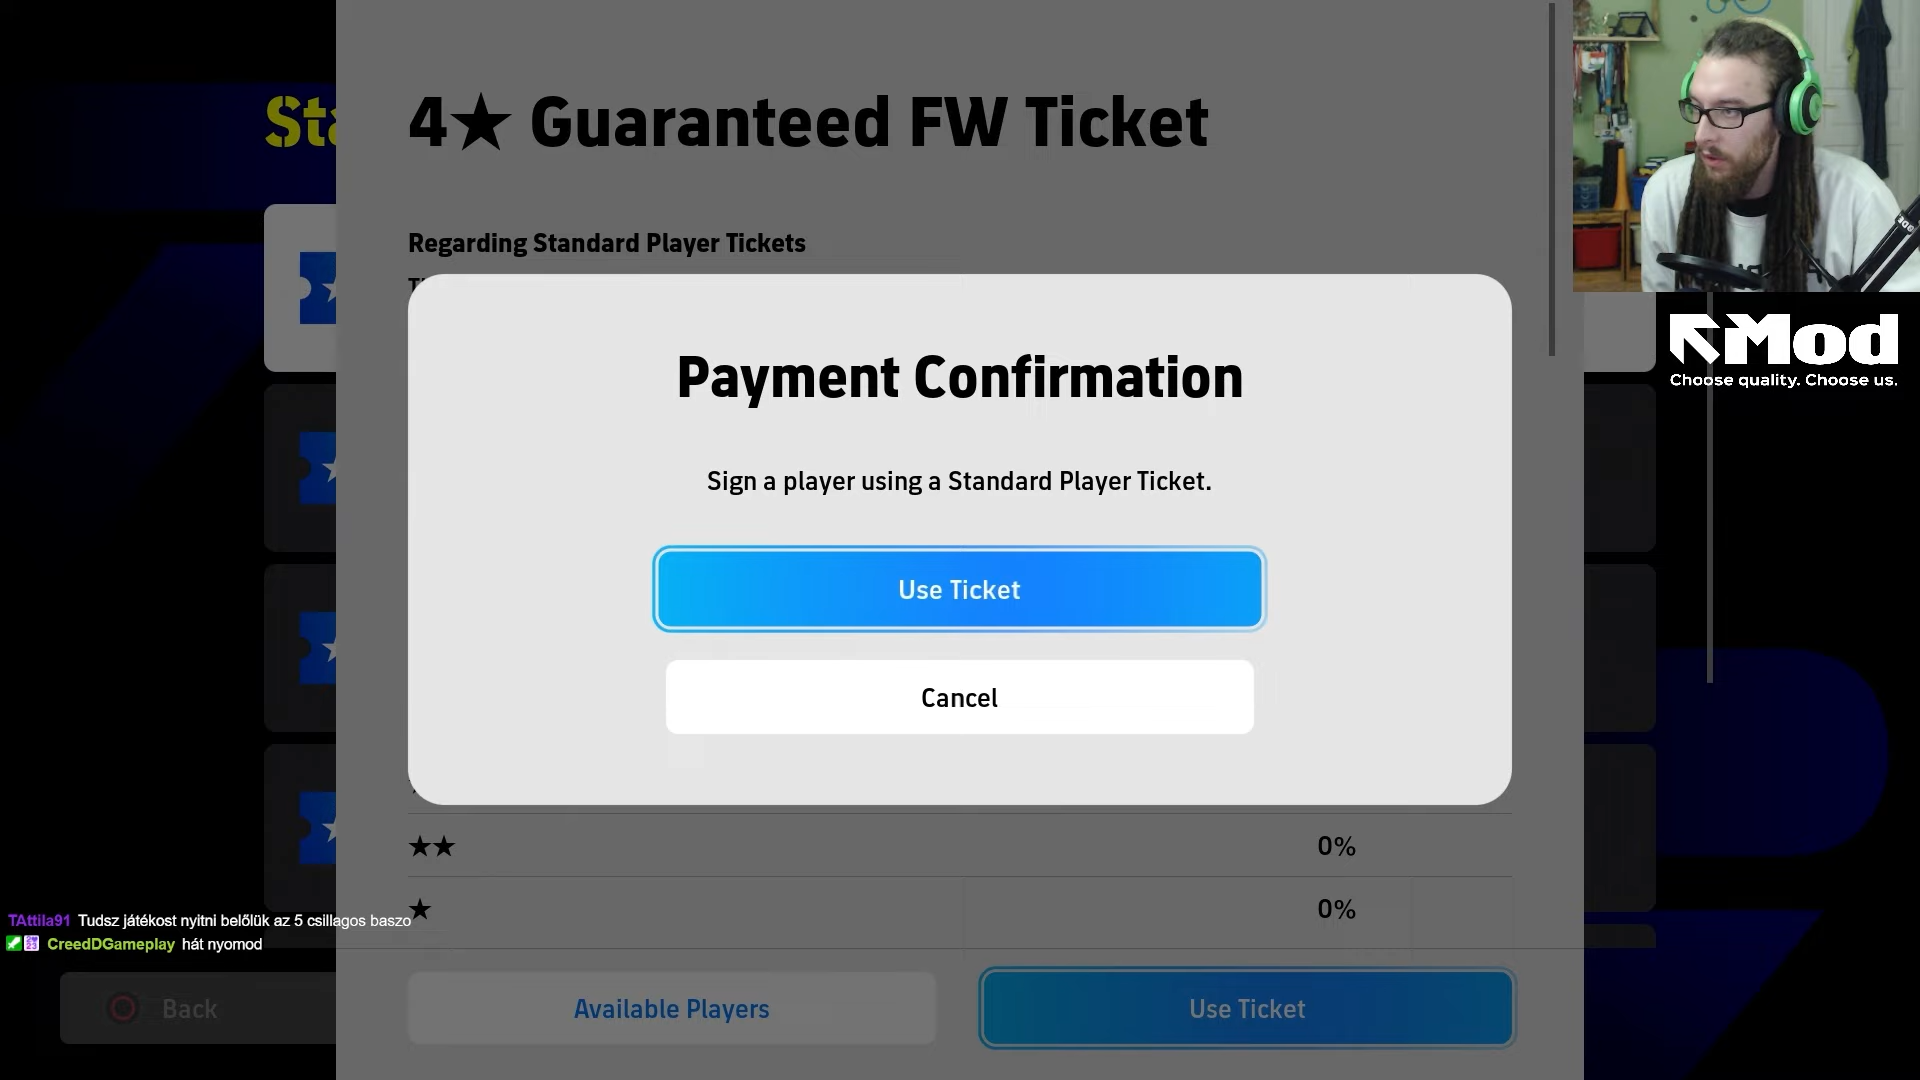 Sta
4★ Guaranteed FW Ticket
Regarding Standard Player Tickets
Payment Confirmation
Sign a player using a Standard Player Ticket.
Use Ticket
Cancel
★★ 0%
★ 0%
TAttila91 Tudsz játékost nyitni belőlük az 5 csillagos baszo
CreedDGameplay hát nyomod
Back
Available Players
Use Ticket
Mod
Choose quality. Choose us.